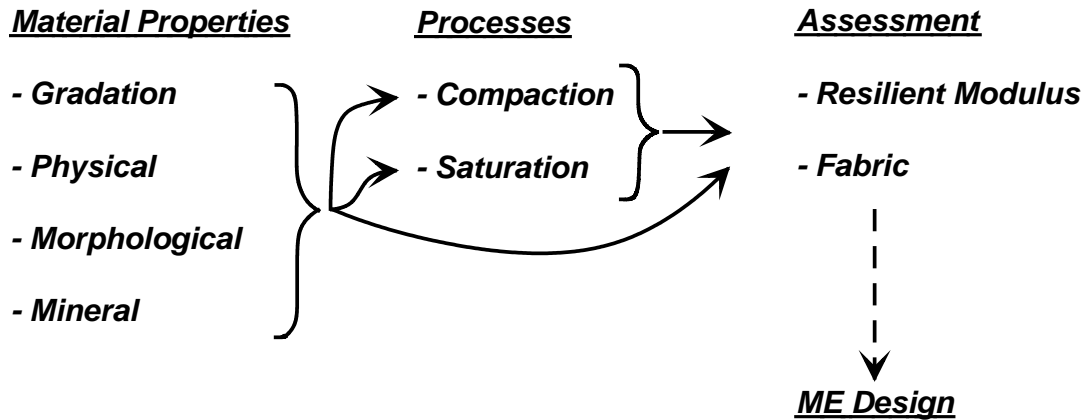 Material Properties
- Gradation
- Physical
- Morphological
- Mineral
Processes
- Compaction
- Saturation
Assessment
- Resilient Modulus
- Fabric
ME Design